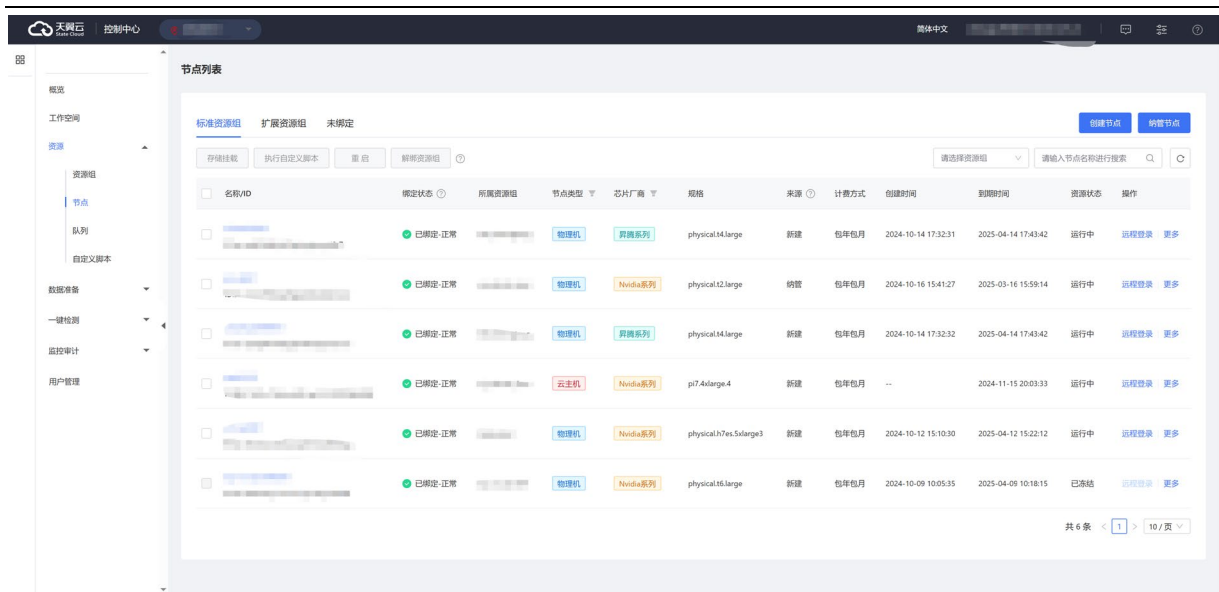 天翼云 State Cloud 控制中心 简体中文
节点列表
概览
工作空间
资源
资源组
节点
队列
自定义脚本
数据准备
一键检测
监控审计
用户管理
标准资源组 扩展资源组 未绑定 创建节点 纳管节点
存储挂载 执行自定义脚本 重启 解绑资源组 请选择资源组 请输入节点名称进行搜索
名称/ID 绑定状态 所属资源组 节点类型 芯片厂商 规格 来源 计费方式 创建时间 到期时间 资源状态 操作
已绑定-正常 物理机 昇腾系列 physical.t4.large 新建 包年包月 2024-10-14 17:32:31 2025-04-14 17:43:42 运行中 远程登录 更多
已绑定-正常 物理机 Nvidia系列 physical.t2.large 纳管 包年包月 2024-10-16 15:41:27 2025-03-16 15:59:14 运行中 远程登录 更多
已绑定-正常 物理机 昇腾系列 physical.t4.large 新建 包年包月 2024-10-14 17:32:32 2025-04-14 17:43:42 运行中 远程登录 更多
已绑定-正常 云主机 Nvidia系列 pi7.4xlarge.4 新建 包年包月 -- 2024-11-15 20:03:33 运行中 远程登录 更多
已绑定-正常 物理机 Nvidia系列 physical.h7es.5xlarge3 新建 包年包月 2024-10-12 15:10:30 2025-04-12 15:22:12 运行中 远程登录 更多
已绑定-正常 物理机 Nvidia系列 physical.t6.large 新建 包年包月 2024-10-09 10:05:35 2025-04-09 10:18:15 已冻结 远程登录 更多
共 6 条 < 1 > 10 / 页